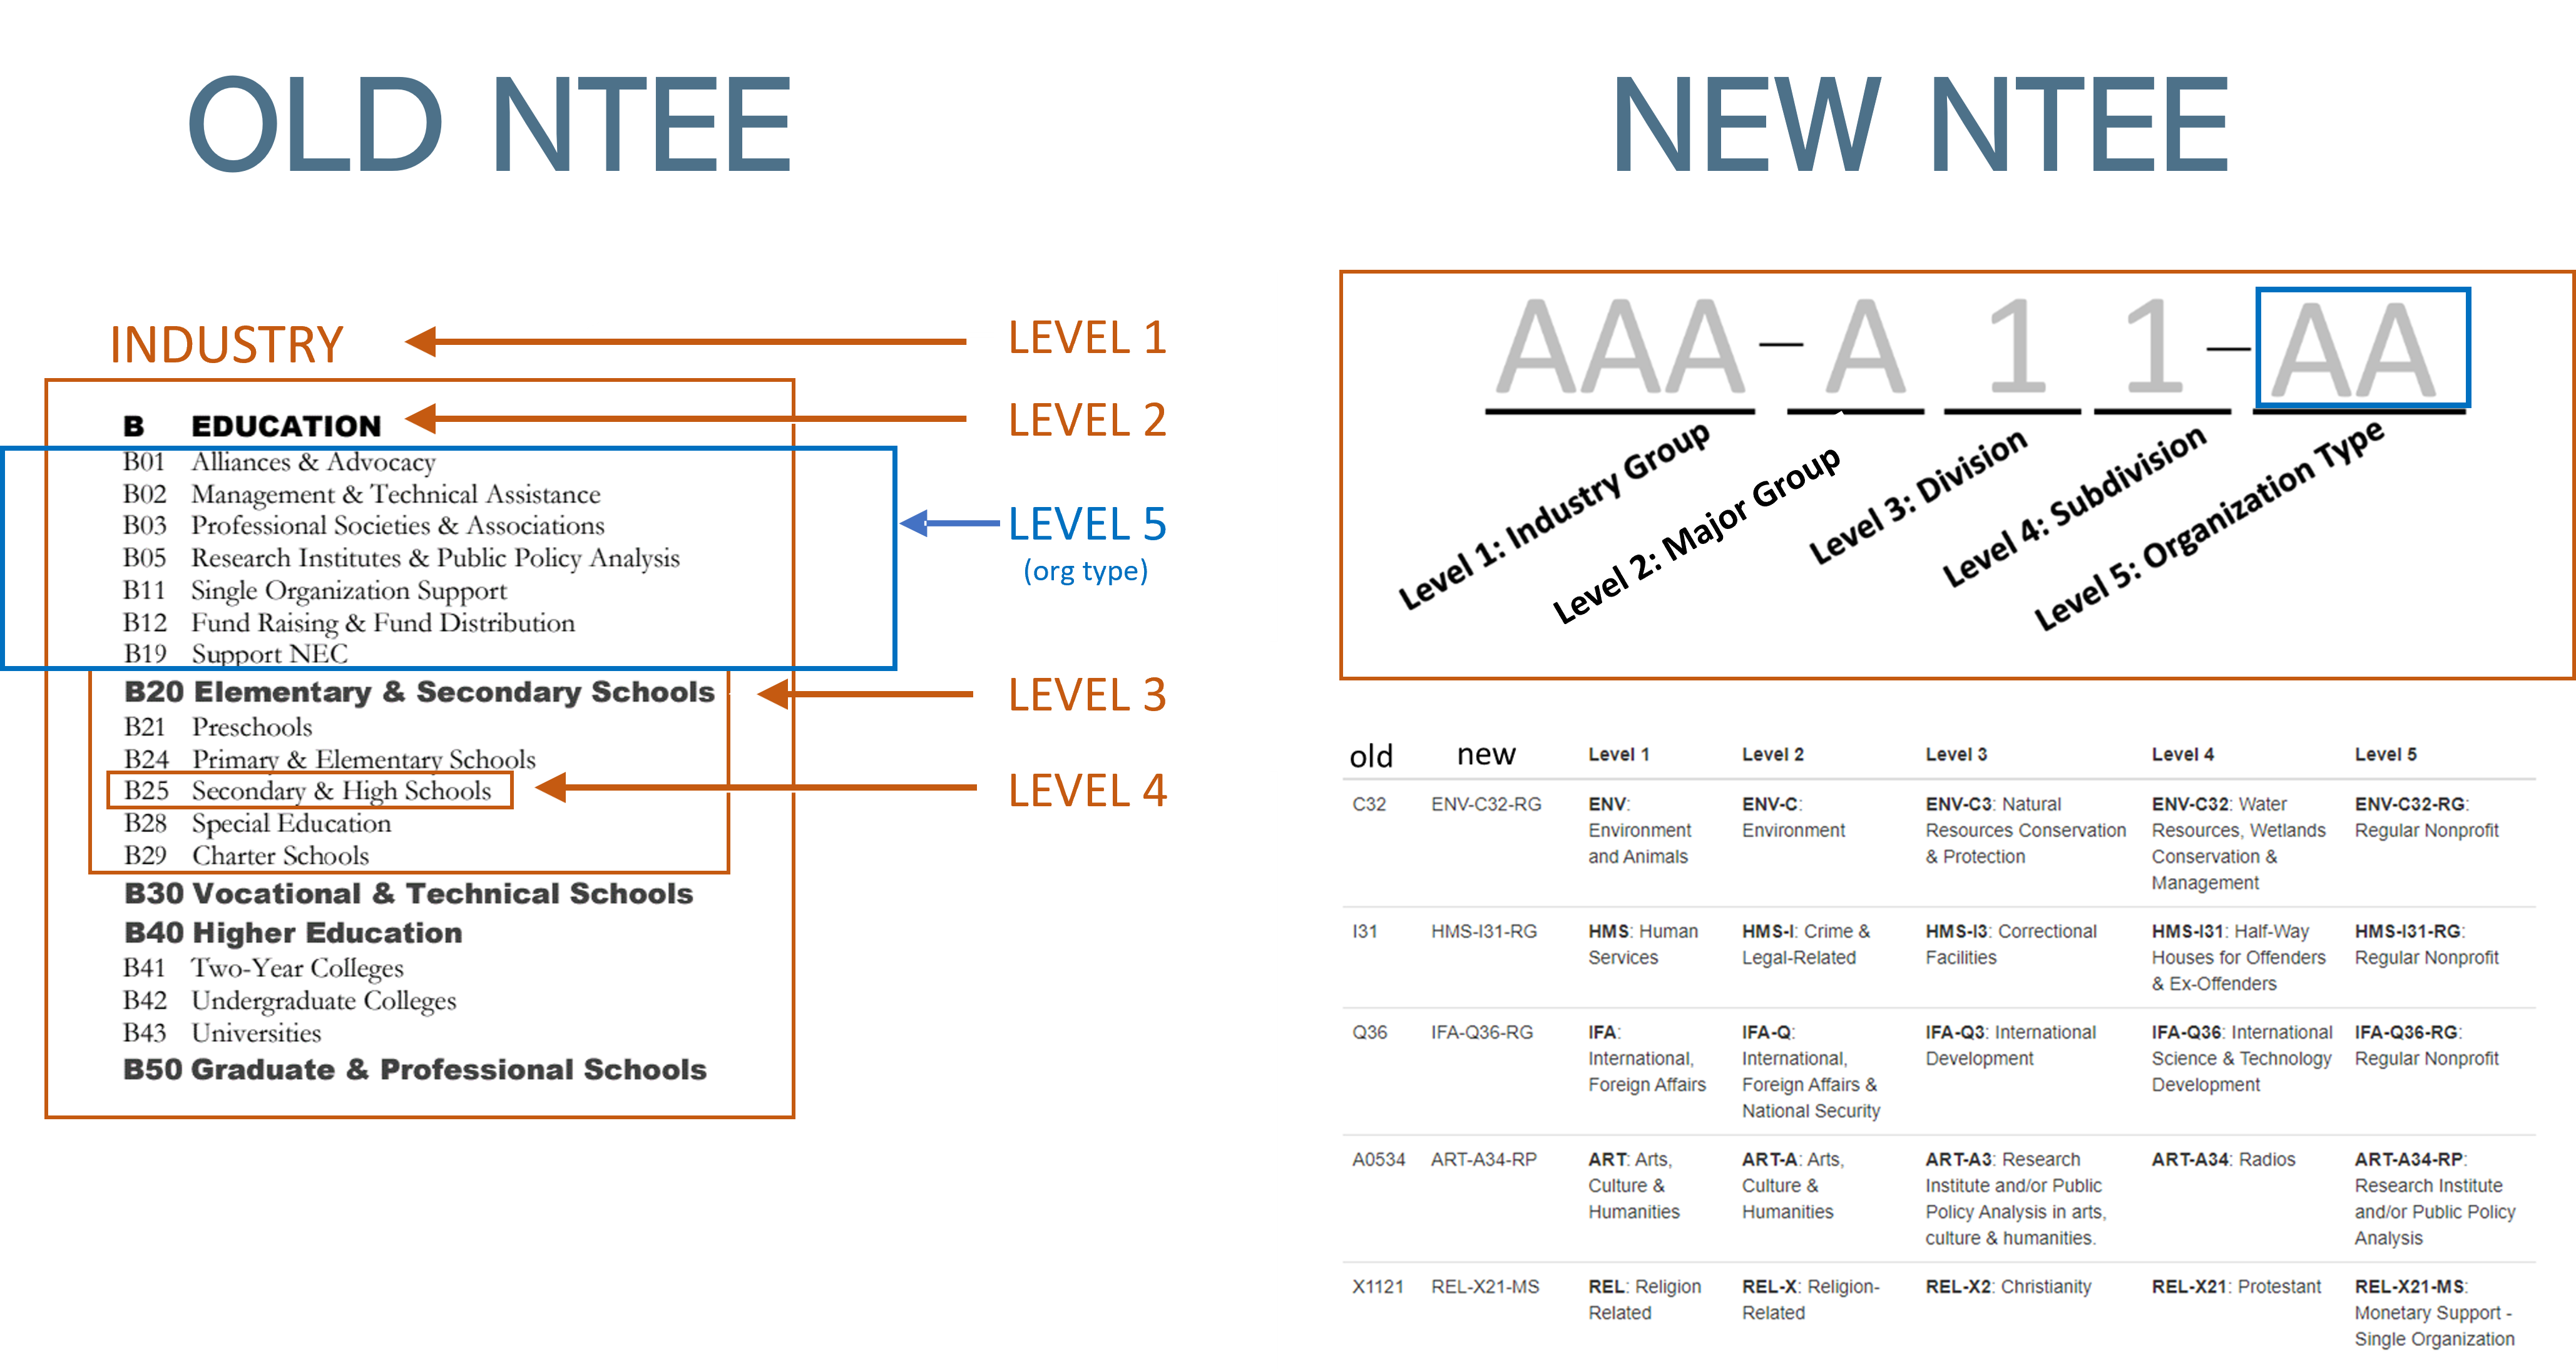 OLD NTEE
INDUSTRY
LEVEL 1
B EDUCATION
LEVEL 2
B01 Alliances & Advocacy
B02 Management & Technical Assistance
B03 Professional Societies & Associations
B05 Research Institutes & Public Policy Analysis
B11 Single Organization Support
B12 Fund Raising & Fund Distribution
B19 Support NEC
LEVEL 5
(org type)
B20 Elementary & Secondary Schools
LEVEL 3
B21 Preschools
B24 Primary & Elementary Schools
B25 Secondary & High Schools
LEVEL 4
B28 Special Education
B29 Charter Schools
B30 Vocational & Technical Schools
B40 Higher Education
B41 Two-Year Colleges
B42 Undergraduate Colleges
B43 Universities
B50 Graduate & Professional Schools
NEW NTEE
AAA – A 1 1 – AA
Level 1: Industry Group
Level 2: Major Group
Level 3: Division
Level 4: Subdivision
Level 5: Organization Type
old new Level 1 Level 2 Level 3 Level 4 Level 5
C32 ENV-C32-RG ENV: ENV-C: ENV-C3: Natural ENV-C32: Water ENV-C32-RG:
Environment Environment Resources Conservation Resources, Wetlands Regular Nonprofit
and Animals & Protection Conservation &
Management
I31 HMS-I31-RG HMS: Human HMS-I: Crime & HMS-I3: Correctional HMS-I31: Half-Way HMS-I31-RG:
Services Legal-Related Facilities Houses for Offenders Regular Nonprofit
& Ex-Offenders
Q36 IFA-Q36-RG IFA: IFA-Q: IFA-Q3: International IFA-Q36: International IFA-Q36-RG:
International, International, Development Science & Technology Regular Nonprofit
Foreign Affairs Foreign Affairs & Development
National Security
A0534 ART-A34-RP ART: Arts, ART-A: Arts, ART-A3: Research ART-A34: Radios ART-A34-RP:
Culture & Culture & Institute and/or Public Research Institute
Humanities Humanities Policy Analysis in arts, and/or Public Policy
culture & humanities. Analysis
X1121 REL-X21-MS REL: Religion REL-X: Religion- REL-X2: Christianity REL-X21: Protestant REL-X21-MS:
Related Related Monetary Support -
Single Organization